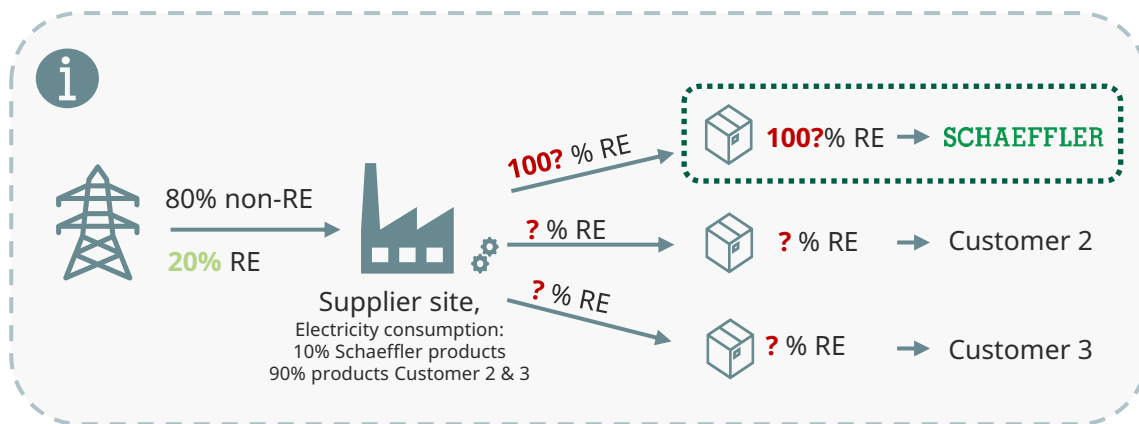 80% non-RE
20% RE
Supplier site,
Electricity consumption:
10% Schaeffler products
90% products Customer 2 & 3
100? % RE
100?% RE
SCHAEFFLER
? % RE
? % RE
Customer 2
? % RE
? % RE
Customer 3